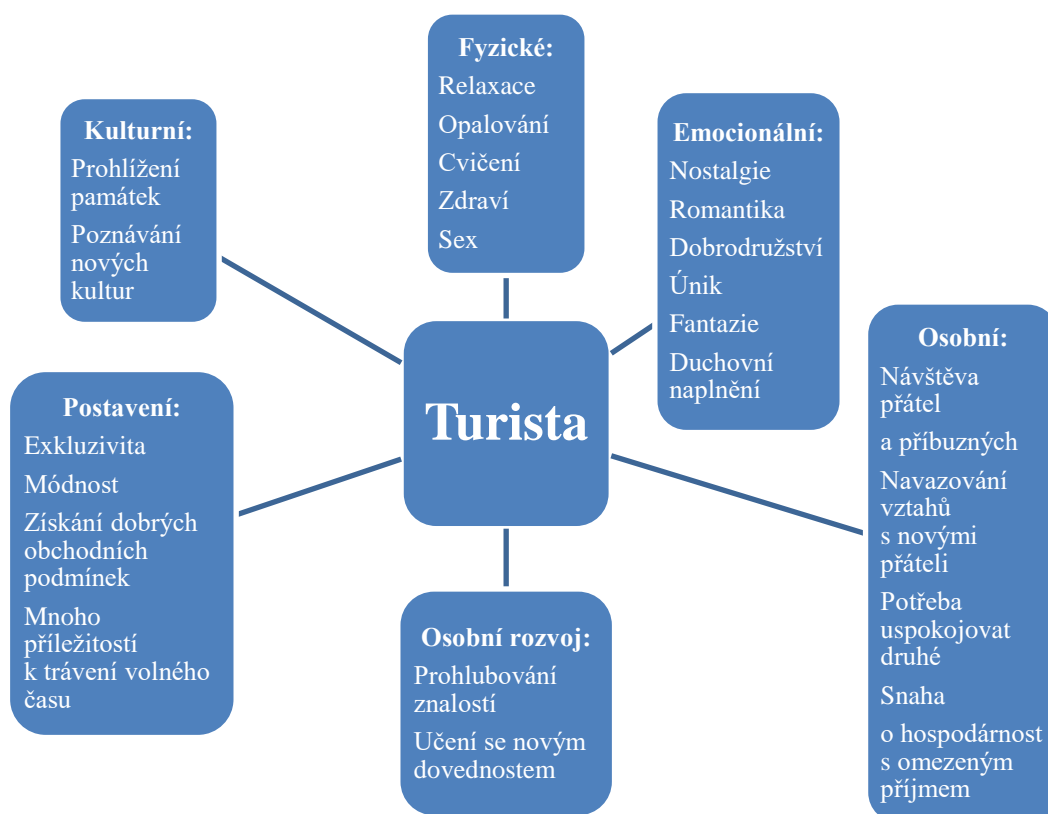 Fyzické:
Relaxace
Opalování
Cvičení
Zdraví
Sex
Kulturní:
Prohlížení
památek
Poznávání
nových
kultur
Emocionální:
Nostalgie
Romantika
Dobrodružství
Únik
Fantazie
Duchovní
naplnění
Turista
Postavení:
Exkluzivita
Módnost
Získání dobrých
obchodních
podmínek
Mnoho
příležitostí
k trávení volného
času
Osobní:
Návštěva
přátel
a příbuzných
Navazování
vztahů
s novými
přáteli
Potřeba
uspokojovat
druhé
Snaha
o hospodárnost
s omezeným
příjmem
Osobní rozvoj:
Prohlubování
znalostí
Učení se novým
dovednostem